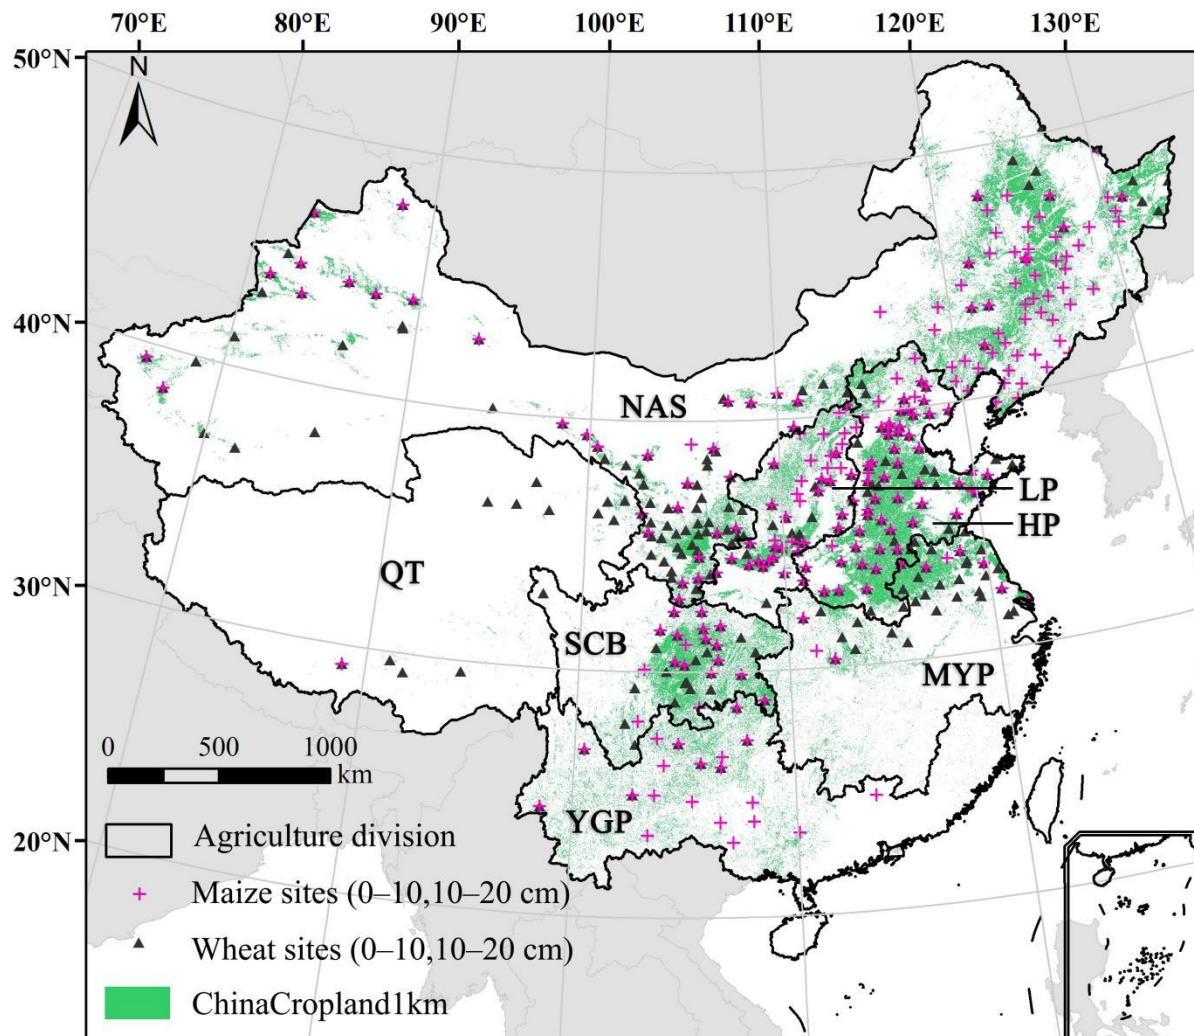 70°E 80°E 90°E 100°E 110°E 120°E 130°E
50°N
N
40°N
NAS
LP
HP
QT
30°N
SCB
MYP
0 500 1000
km
YGP
20°N
Agriculture division
Maize sites (0–10,10–20 cm)
Wheat sites (0–10,10–20 cm)
ChinaCropland1km